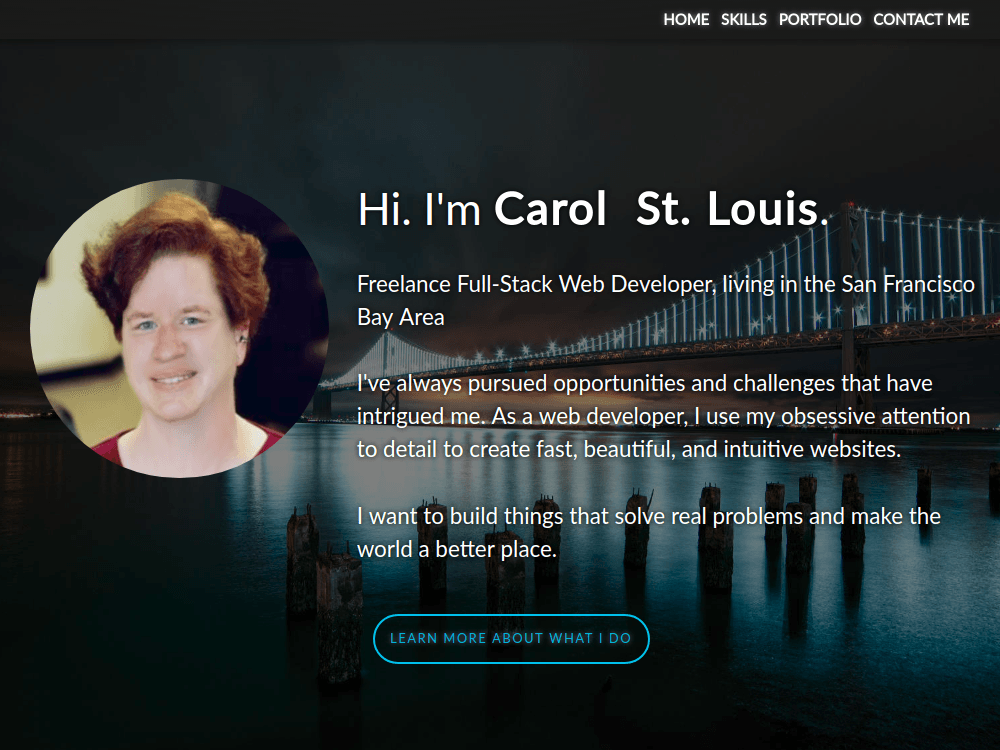 HOME SKILLS PORTFOLIO CONTACT ME
Hi. I'm Carol St. Louis.
Freelance Full-Stack Web Developer, living in the San Francisco
Bay Area
I've always pursued opportunities and challenges that have
intrigued me. As a web developer, I use my obsessive attention
to detail to create fast, beautiful, and intuitive websites.
I want to build things that solve real problems and make the
world a better place.
LEARN MORE ABOUT WHAT I DO